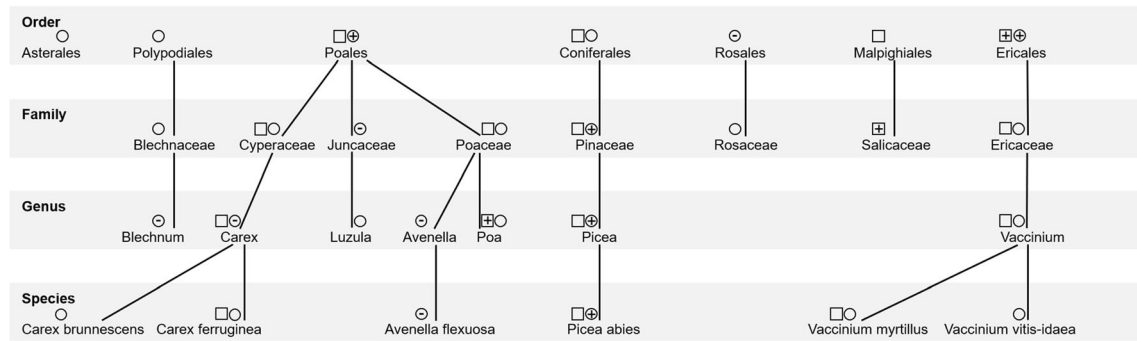 Order
Asterales Polypodiales Poales Coniferales Rosales Malpighiales Ericales
Family
Blechnaceae Cyperaceae Juncaceae Poaceae Pinaceae Rosaceae Salicaceae Ericaceae
Genus
Blechnum Carex Luzula Avenella Poa Picea Vaccinium
Species
Carex brunnescens Carex ferruginea Avenella flexuosa Picea abies Vaccinium myrtillus Vaccinium vitis-idaea